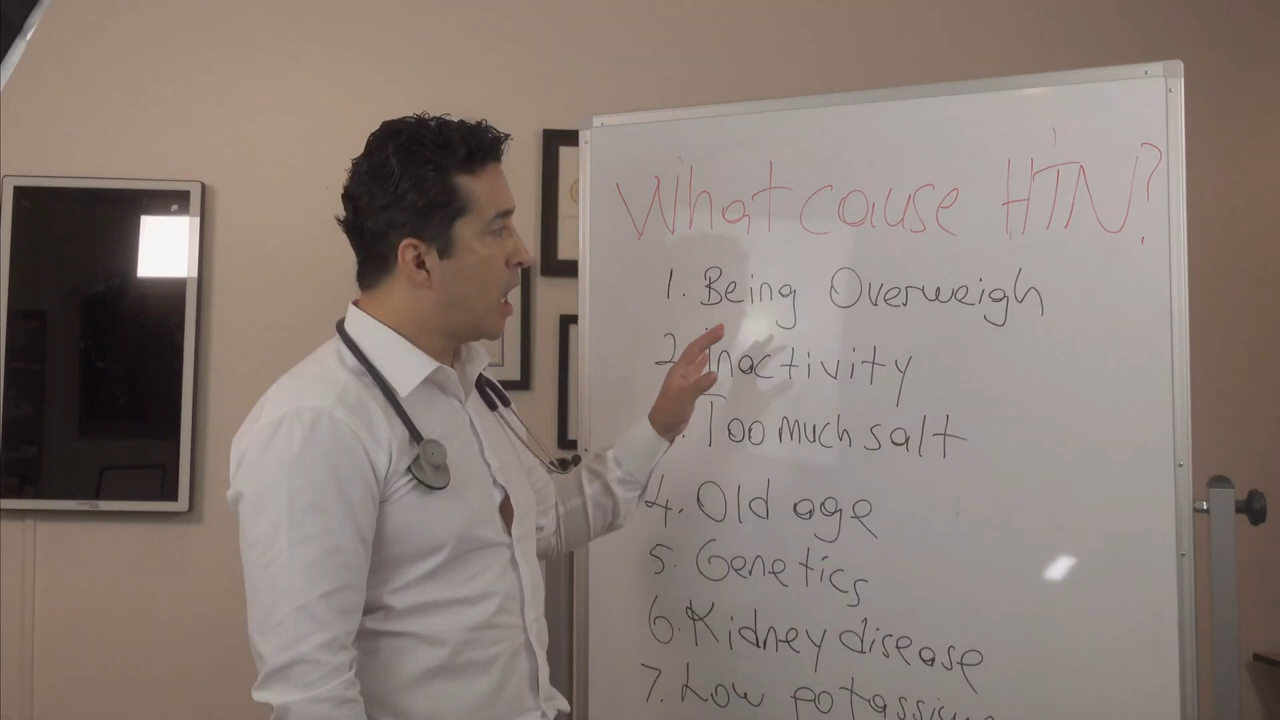 What cause HTN?
1. Being Overweigh
2. Inactivity
. Too much salt
4. Old age
5. Genetics
6. Kidney disease
7. Low potassium